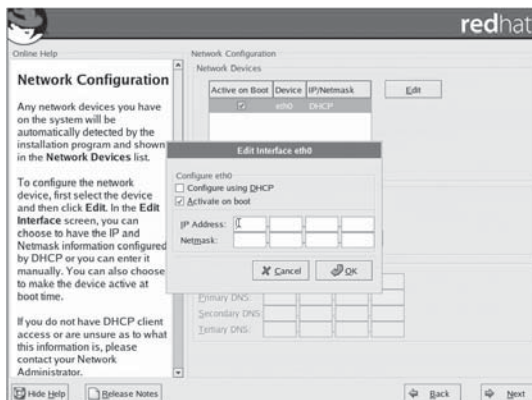 redhat
Online Help
Network Configuration
Any network devices you have
on the system will be
automatically detected by the
installation program and shown
in the Network Devices list.
To configure the network
device, first select the device
and then click Edit. In the Edit
Interface screen, you can
choose to have the IP and
Netmask information configured
by DHCP or you can enter it
manually. You can also choose
to make the device active at
boot time.
If you do not have DHCP client
access or are unsure as to what
this information is, please
contact your Network
Administrator.
Network Configuration
Network Devices
Active on Boot Device IP/Netmask
eth0 DHCP
Edit
Edit Interface eth0
Configure eth0
Configure using DHCP
Activate on boot
IP Address:
Netmask:
Cancel
OK
Primary DNS:
Secondary DNS:
Tertiary DNS:
Hide Help
Release Notes
Back
Next